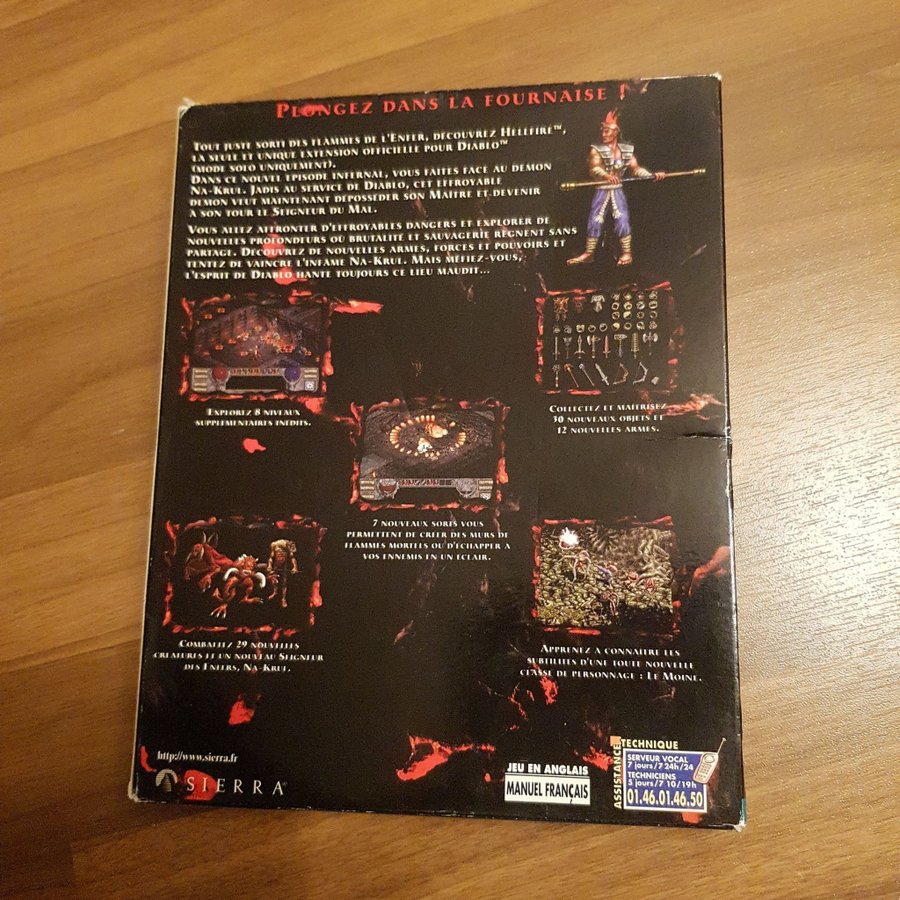 PLONGEZ DANS LA FOURNAISE !
TOUT JUSTE SORTI DES FLAMMES DE L'ENFER, DÉCOUVREZ HELLFIRE™,
LA SEULE ET UNIQUE EXTENSION OFFICIELLE POUR DIABLO™
(MODE SOLO UNIQUEMENT).
DANS CE NOUVEL ÉPISODE INFERNAL, VOUS FAITES FACE AU DÉMON
NA-KRUL. JADIS AU SERVICE DE DIABLO, CET EFFROYABLE
DÉMON VEUT MAINTENANT DÉPOSSÉDER SON MAÎTRE ET DEVENIR
À SON TOUR LE SEIGNEUR DU MAL.
VOUS ALLEZ AFFRONTER D'EFFROYABLES DANGERS ET EXPLORER DE
NOUVELLES PROFONDEURS OÙ BRUTALITÉ ET SAUVAGERIE RÈGNENT SANS
PARTAGE. DÉCOUVREZ DE NOUVELLES ARMES, FORCES ET POUVOIRS ET
TENTEZ DE VAINCRE L'INFÂME NA-KRUL. MAIS MÉFIEZ-VOUS,
L'ESPRIT DE DIABLO HANTE TOUJOURS CE LIEU MAUDIT...
EXPLOREZ 8 NIVEAUX
SUPPLÉMENTAIRES INÉDITS.
COLLECTEZ ET MAÎTRISEZ
30 NOUVEAUX OBJETS ET
12 NOUVELLES ARMES.
7 NOUVEAUX SORTS VOUS
PERMETTENT DE CRÉER DES MURS DE
FLAMMES MORTELS OU D'ÉCHAPPER À
VOS ENNEMIS EN UN ÉCLAIR.
COMBATTEZ 29 NOUVELLES
CRÉATURES ET UN NOUVEAU SEIGNEUR
DES ENFERS, NA-KRUL.
APPRENEZ À CONNAÎTRE LES
SUBTILITÉS D'UNE TOUTE NOUVELLE
CLASSE DE PERSONNAGE : LE MOINE.
http://www.sierra.fr
SIERRA®
JEU EN ANGLAIS
MANUEL FRANÇAIS
ASSISTANCE TECHNIQUE
SERVEUR VOCAL
7 jours/7 24h/24
TECHNICIENS
5 jours/7 10/19h
01.46.01.46.50